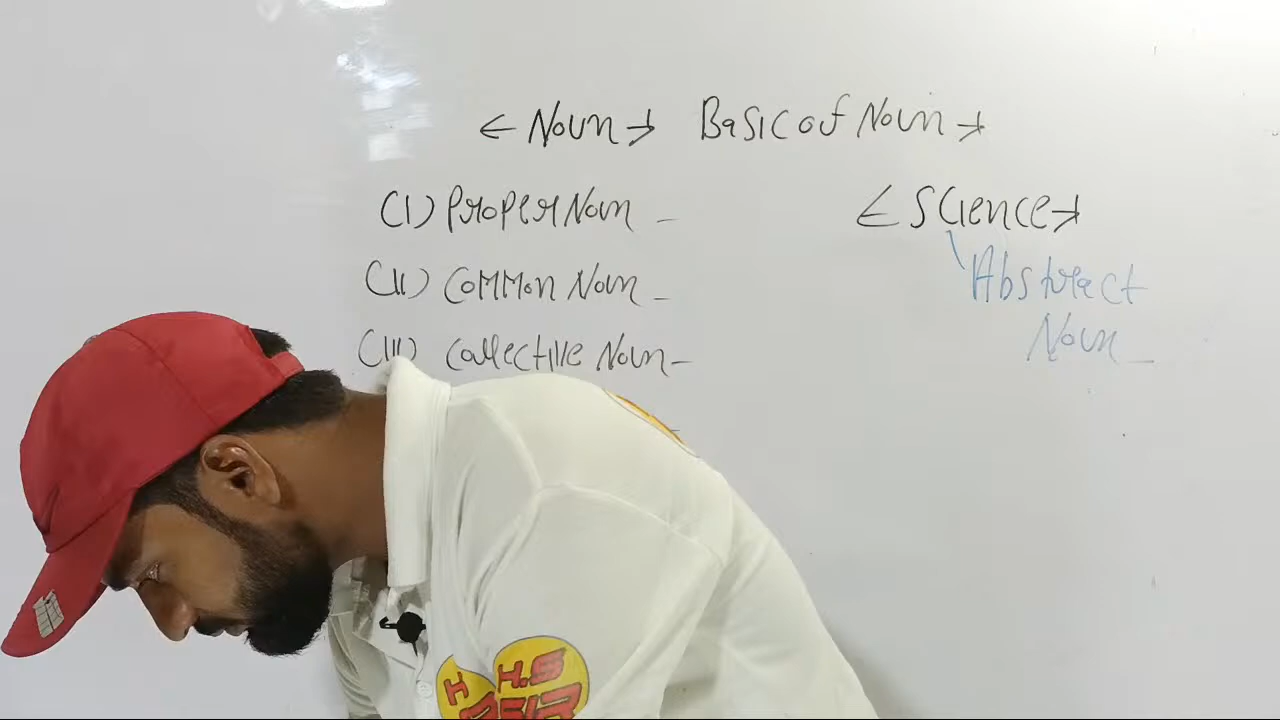 ← Noun → Basic of Noun →
(I) Proper Noun -
(II) Common Noun -
(III) Collective Noun -
← Science →
Abstract
Noun -